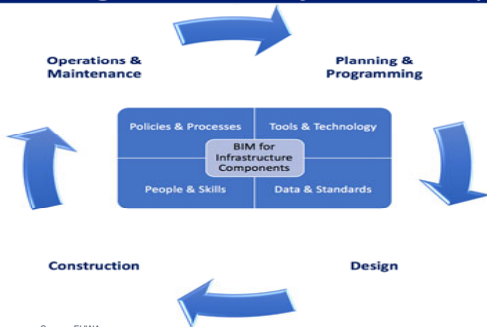 Operations &
Maintenance
Planning &
Programming
Policies & Processes
Tools & Technology
BIM for
Infrastructure
Components
People & Skills
Data & Standards
Construction
Design